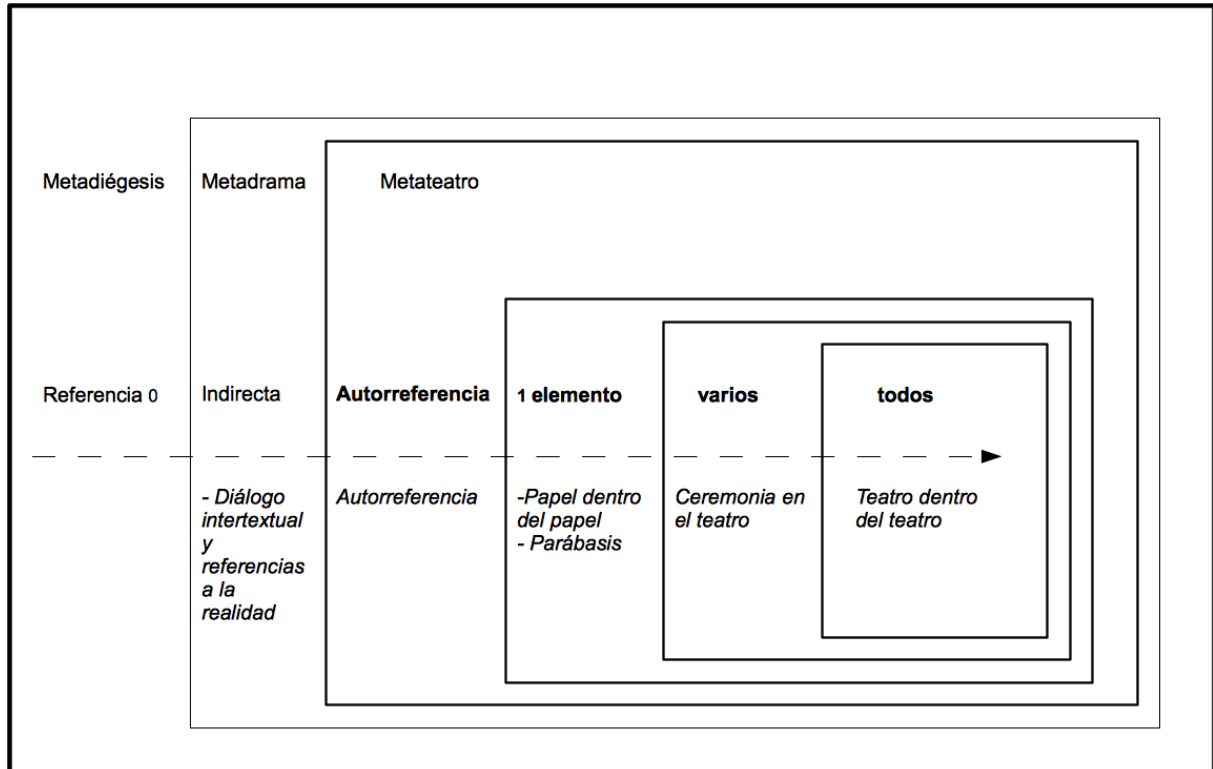 Metadiégesis Metadrama Metateatro
Referencia 0 Indirecta Autorreferencia 1 elemento varios todos
- Diálogo
intertextual
y
referencias
a la
realidad
Autorreferencia
-Papel dentro
del papel
- Parábasis
Ceremonia en
el teatro
Teatro dentro
del teatro